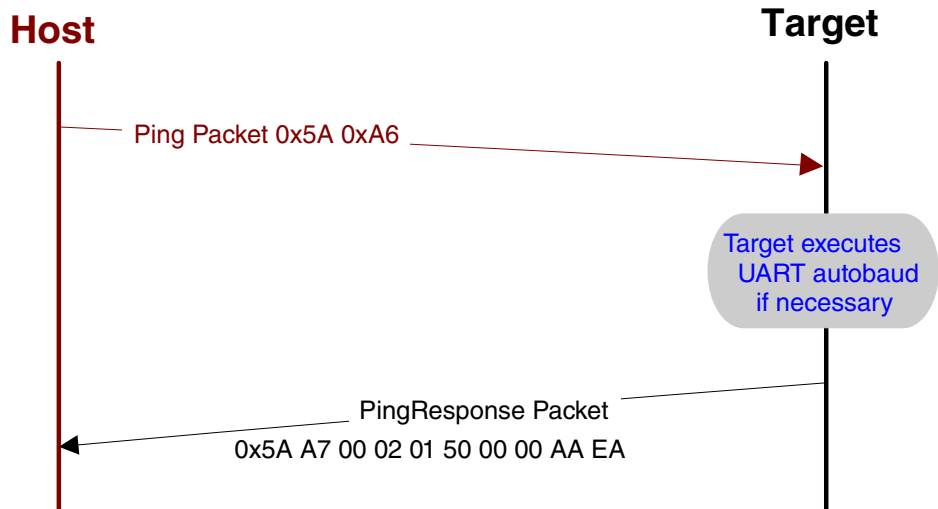 Host
Target
Ping Packet 0x5A 0xA6
Target executes
UART autobaud
if necessary
PingResponse Packet
0x5A A7 00 02 01 50 00 00 AA EA